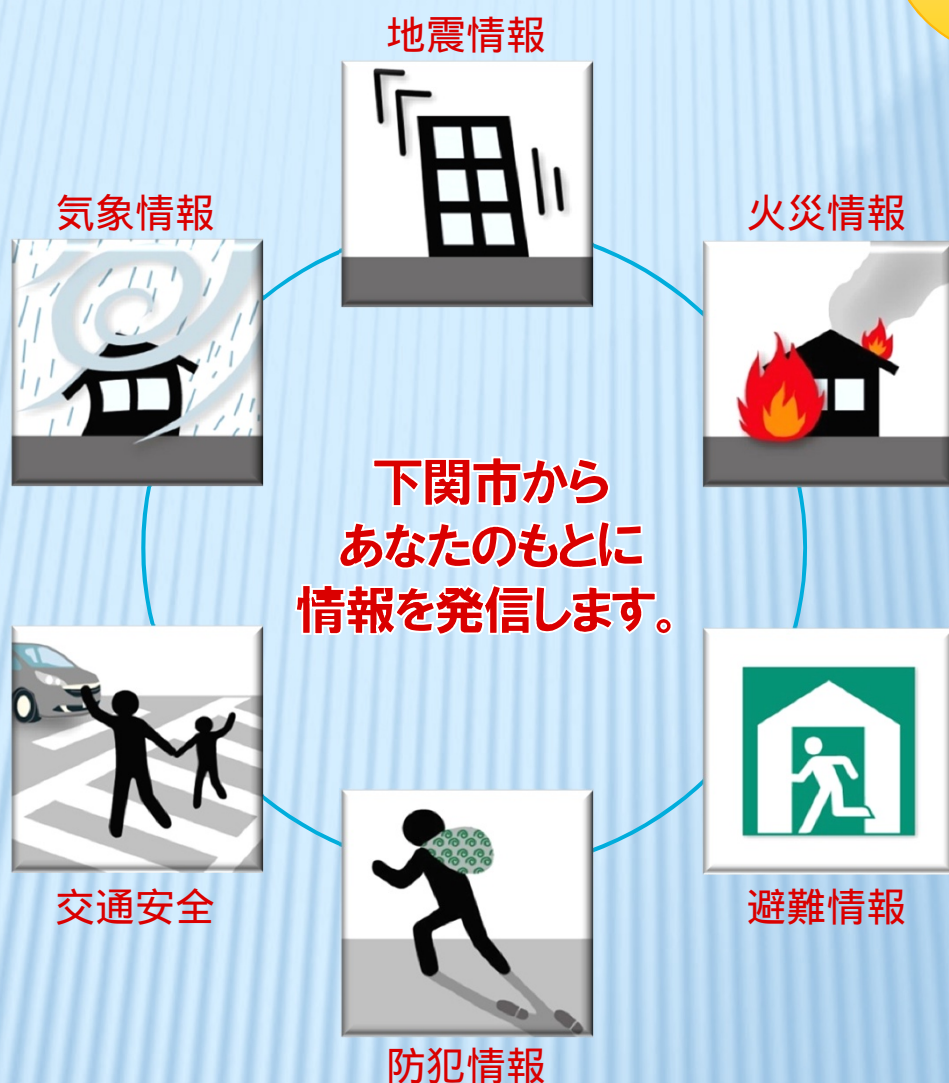 地震情報
気象情報
火災情報
下関市から
あなたのもとに
情報を発信します。
交通安全
避難情報
防犯情報